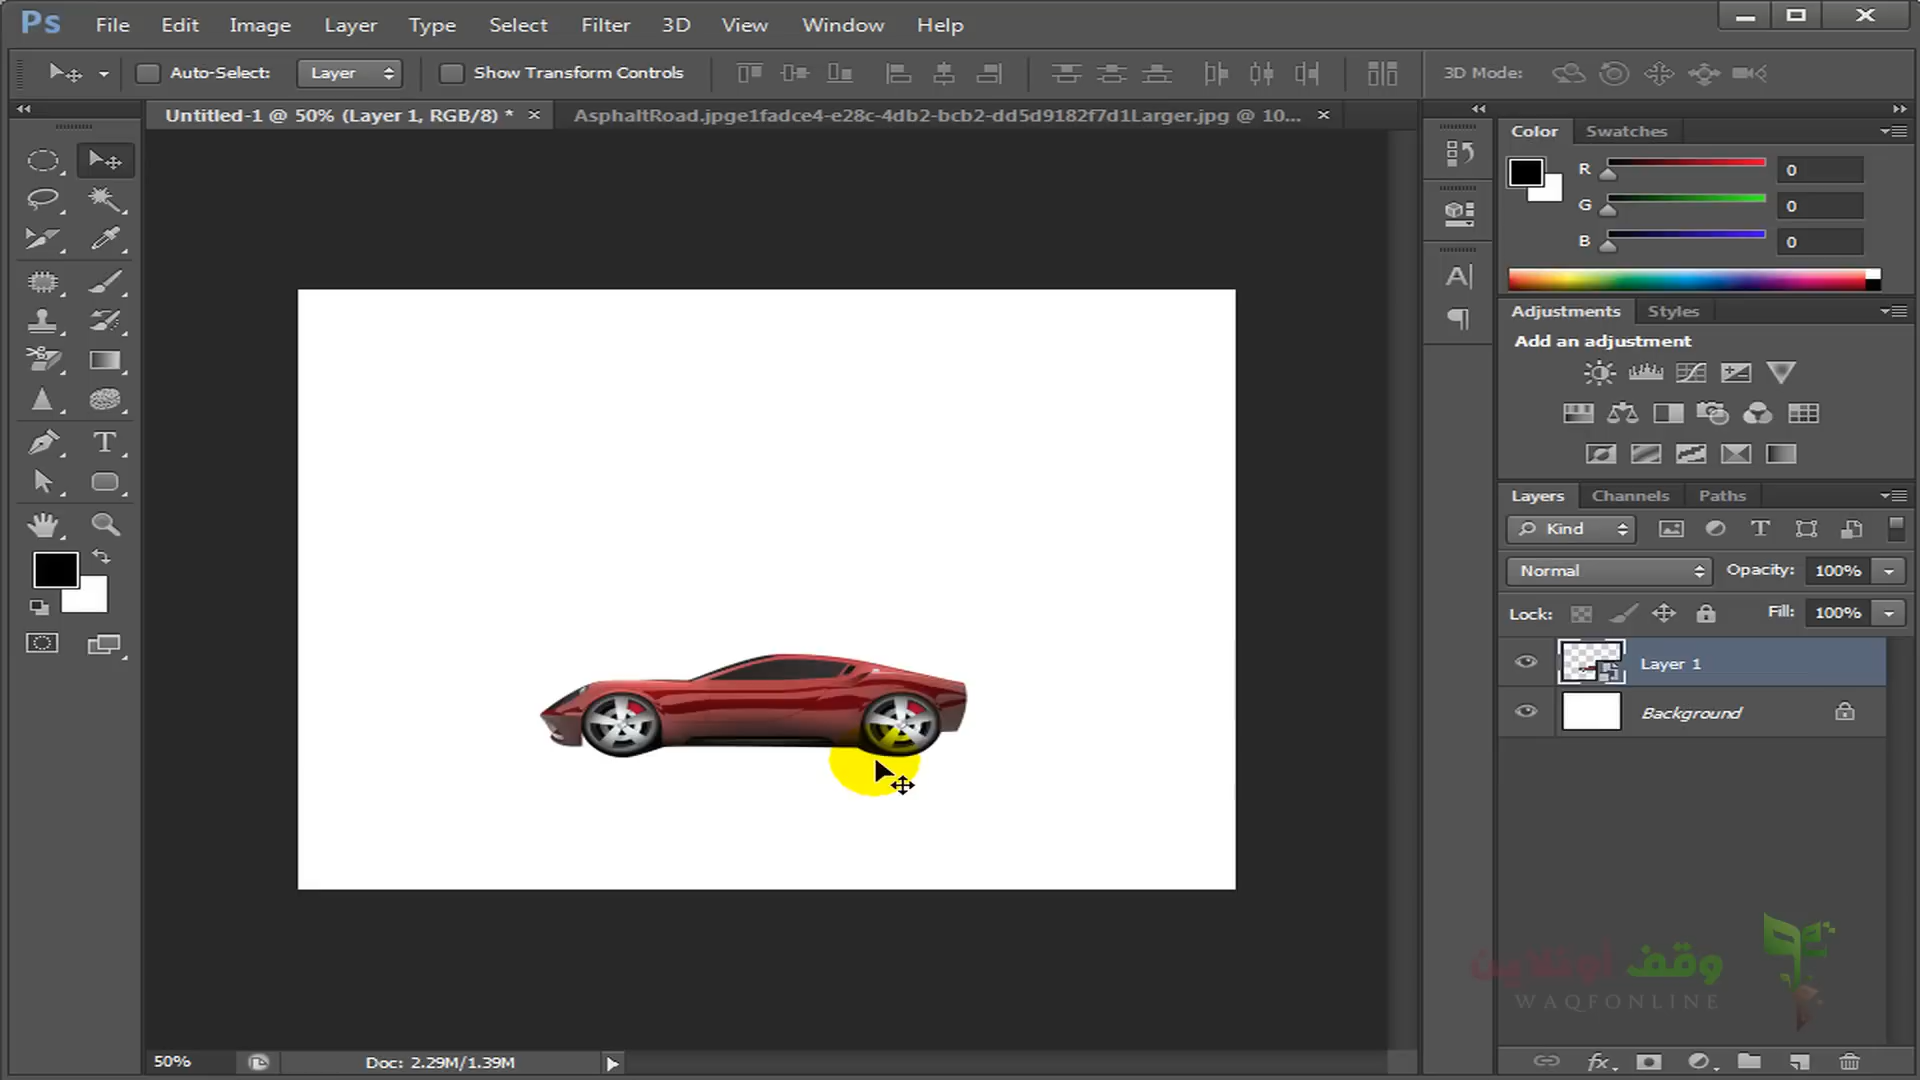 Ps File Edit Image Layer Type Select Filter 3D View Window Help
Auto-Select: Layer Show Transform Controls 3D Mode:
Untitled-1 @ 50% (Layer 1, RGB/8) * AsphaltRoad.jpge1fadce4-e28c-4db2-bcb2-dd5d9182f7d1Larger.jpg @ 10...
Color Swatches
R 0
G 0
B 0
Adjustments Styles
Add an adjustment
Layers Channels Paths
Kind
Normal Opacity: 100%
Lock: Fill: 100%
Layer 1
Background
وقف أونلاين
WAQFONLINE
50% Doc: 2.29M/1.39M